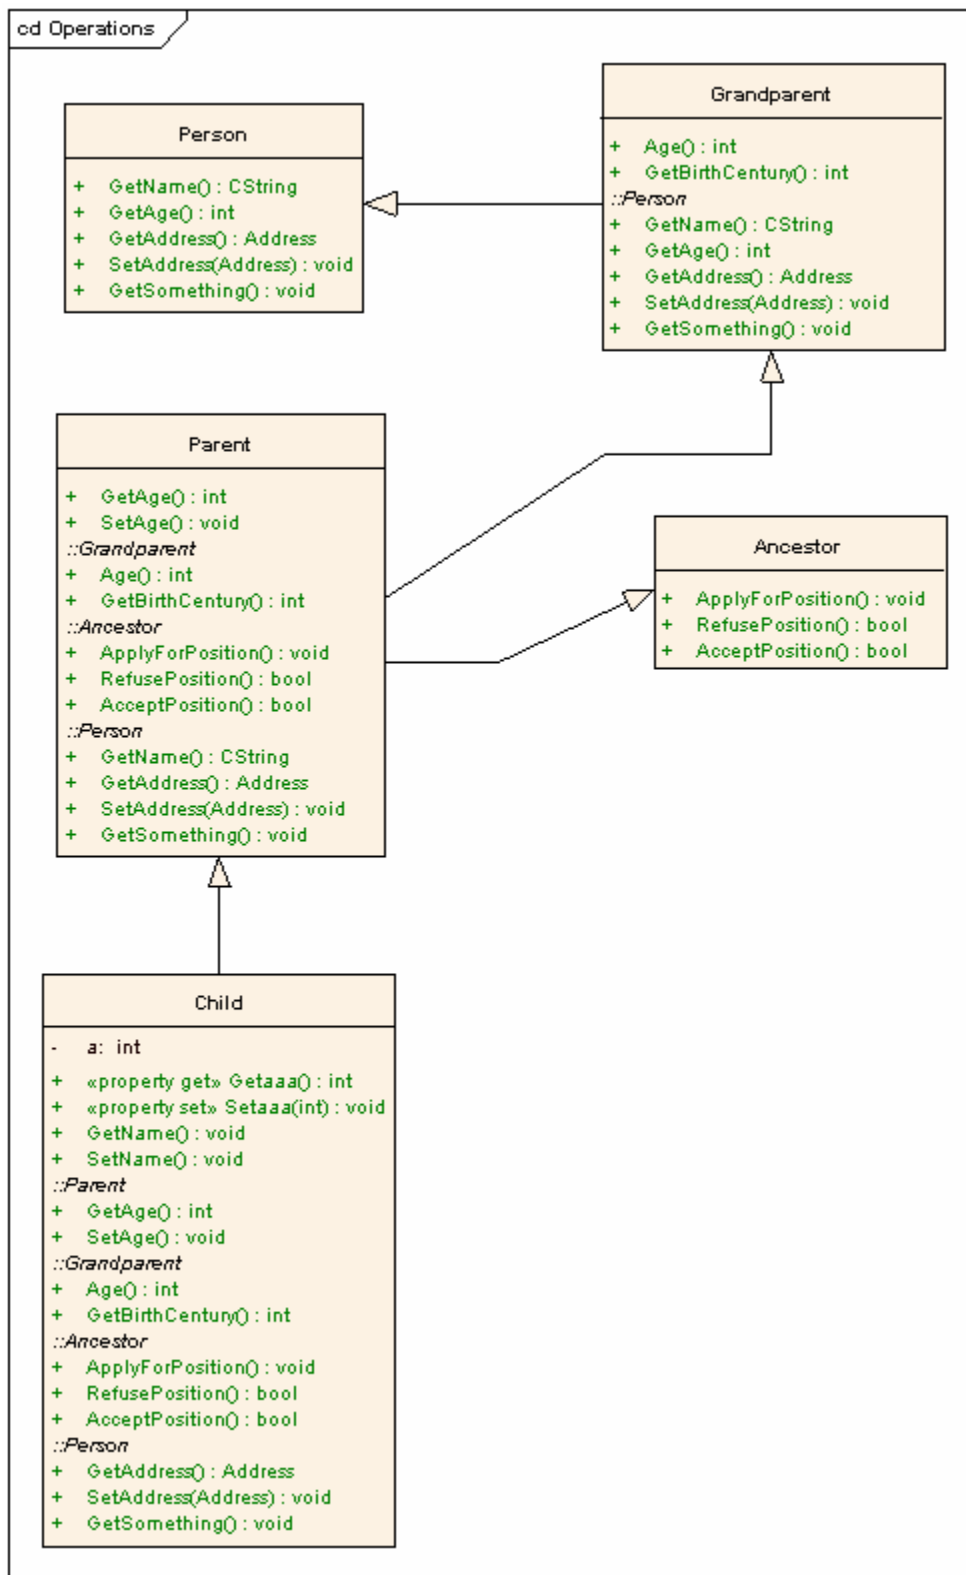 cd Operations
Person
+ GetName() : CString
+ GetAge() : int
+ GetAddress() : Address
+ SetAddress(Address) : void
+ GetSomething() : void
Grandparent
+ Age() : int
+ GetBirthCentury() : int
::Person
+ GetName() : CString
+ GetAge() : int
+ GetAddress() : Address
+ SetAddress(Address) : void
+ GetSomething() : void
Parent
+ GetAge() : int
+ SetAge() : void
::Grandparent
+ Age() : int
+ GetBirthCentury() : int
::Ancestor
+ ApplyForPosition() : void
+ RefusePosition() : bool
+ AcceptPosition() : bool
::Person
+ GetName() : CString
+ GetAddress() : Address
+ SetAddress(Address) : void
+ GetSomething() : void
Ancestor
+ ApplyForPosition() : void
+ RefusePosition() : bool
+ AcceptPosition() : bool
Child
- a: int
+ «property get» Getaaa() : int
+ «property set» Setaaa(int) : void
+ GetName() : void
+ SetName() : void
::Parent
+ GetAge() : int
+ SetAge() : void
::Grandparent
+ Age() : int
+ GetBirthCentury() : int
::Ancestor
+ ApplyForPosition() : void
+ RefusePosition() : bool
+ AcceptPosition() : bool
::Person
+ GetAddress() : Address
+ SetAddress(Address) : void
+ GetSomething() : void